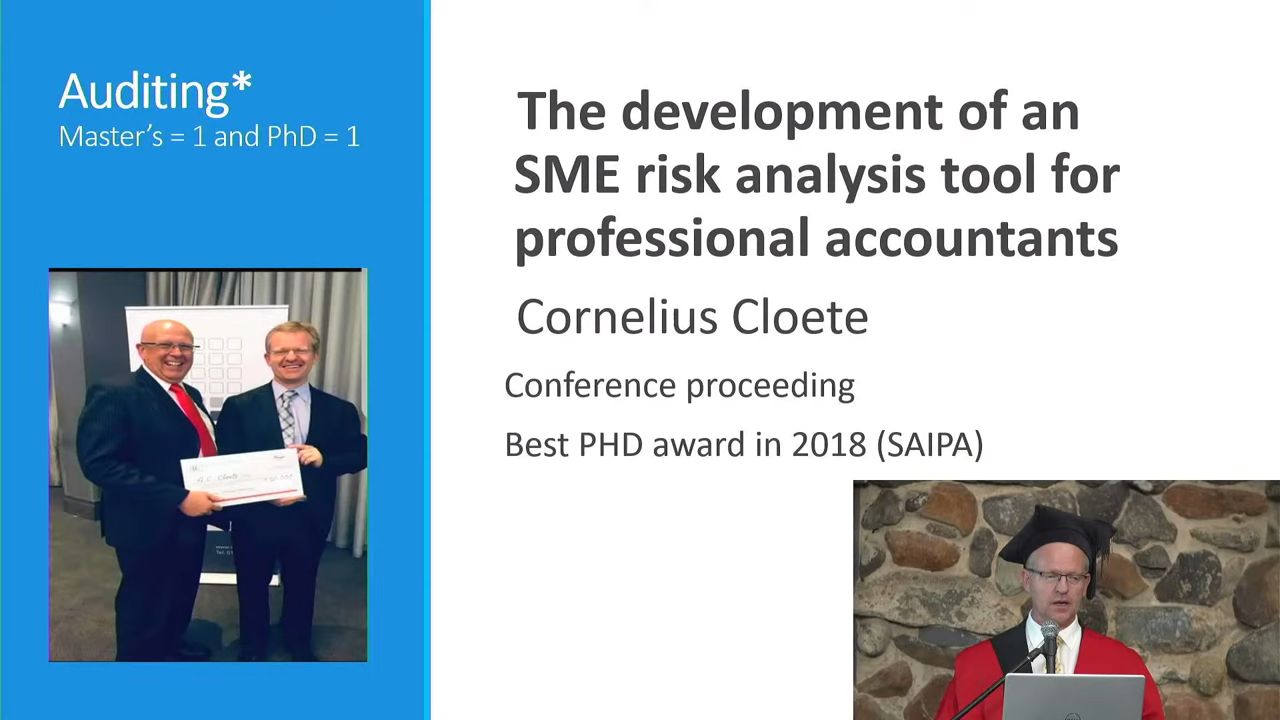 Auditing*
Master's = 1 and PhD = 1
The development of an
SME risk analysis tool for
professional accountants
Cornelius Cloete
Conference proceeding
Best PHD award in 2018 (SAIPA)